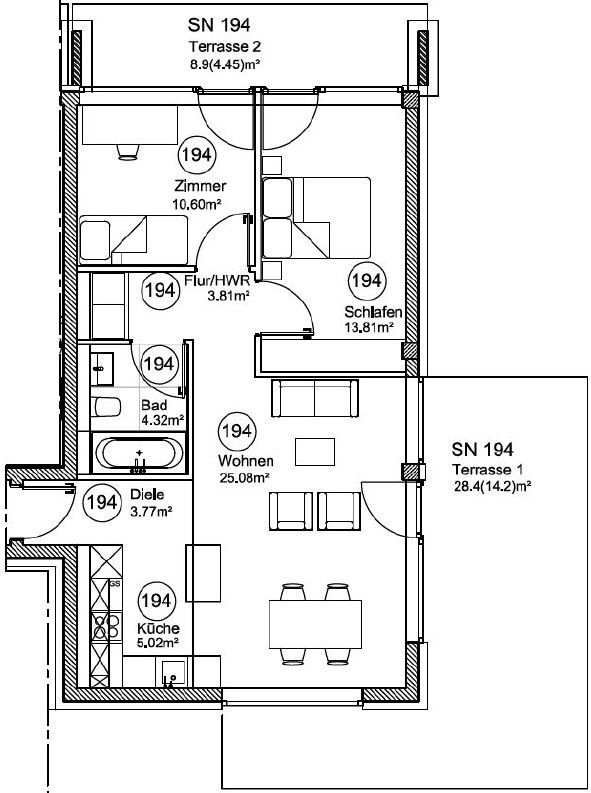 SN 194
Terrasse 2
8.9(4.45)m²
194
Zimmer
10.60m²
194
Schlafen
13.81m²
194
Flur/HWR
3.81m²
194
Bad
4.32m²
194
Wohnen
25.08m²
SN 194
Terrasse 1
28.4(14.2)m²
194
Diele
3.77m²
GS
194
Küche
5.02m²